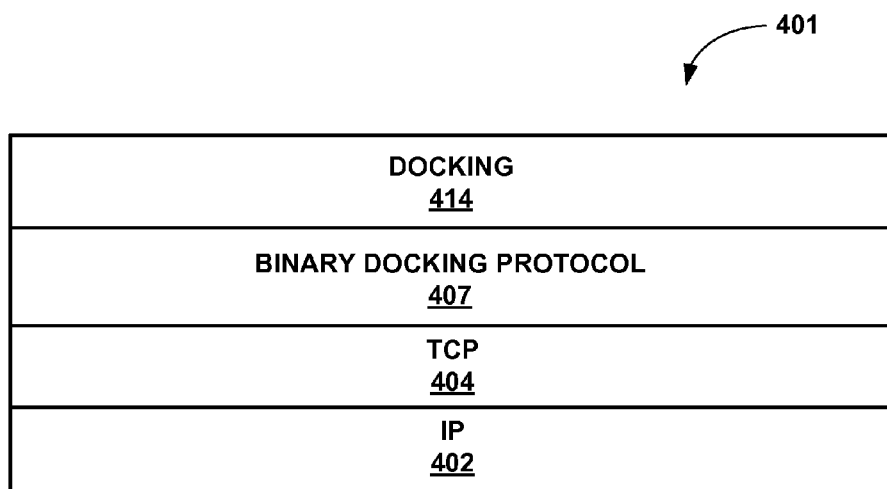 401
DOCKING
414
BINARY DOCKING PROTOCOL
407
TCP
404
IP
402